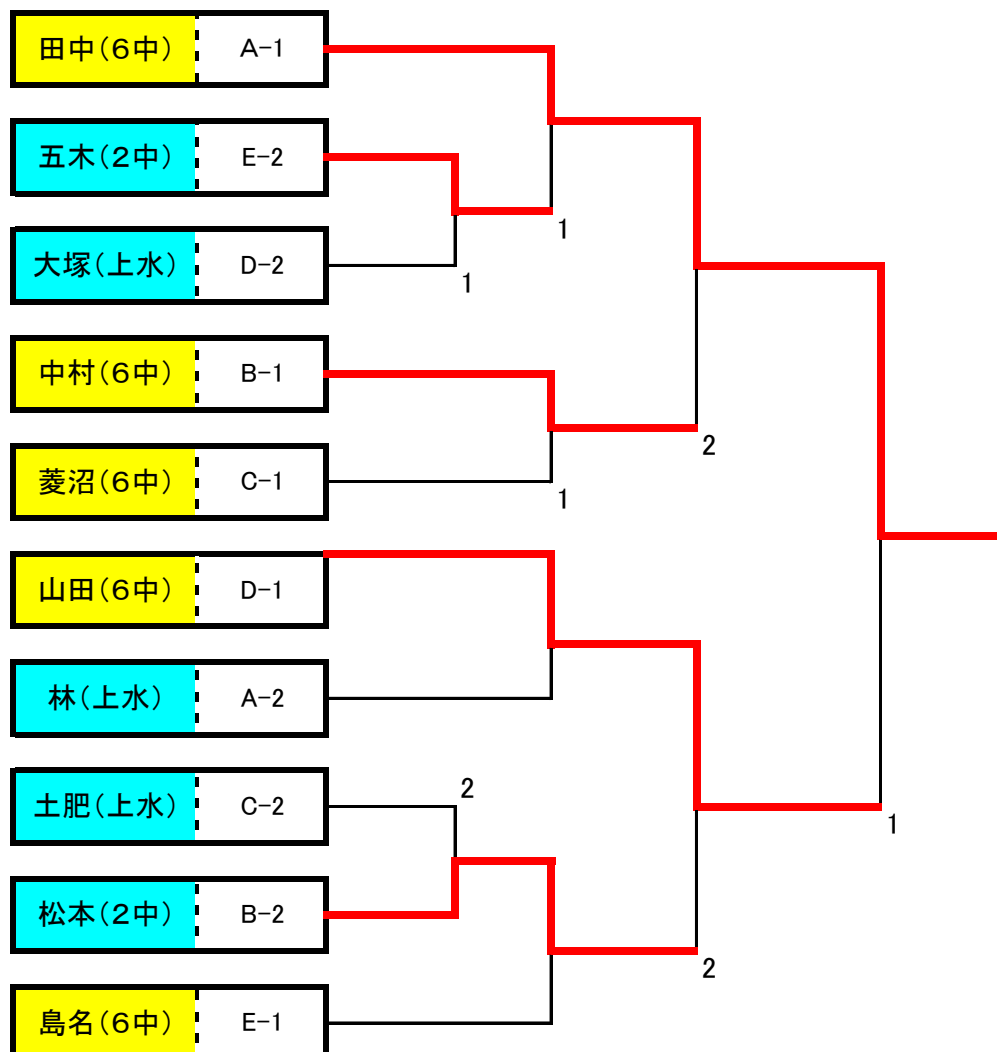 田中(6中) A-1
五木(2中) E-2
1
大塚(上水) D-2
1
中村(6中) B-1
2
菱沼(6中) C-1
1
山田(6中) D-1
林(上水) A-2
2
土肥(上水) C-2
1
松本(2中) B-2
2
島名(6中) E-1